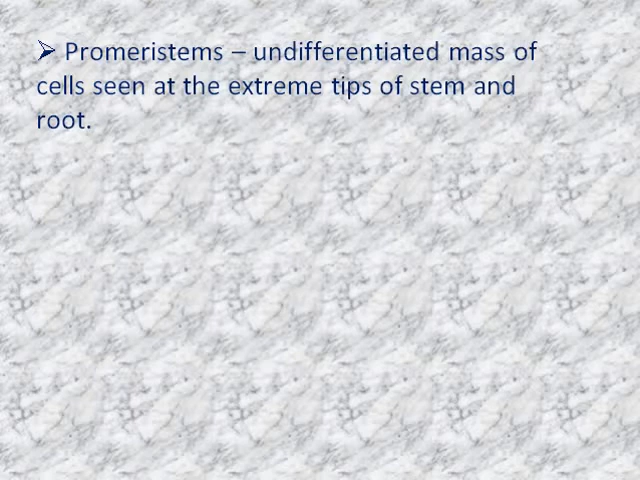 ➢ Promeristems – undifferentiated mass of
cells seen at the extreme tips of stem and
root.